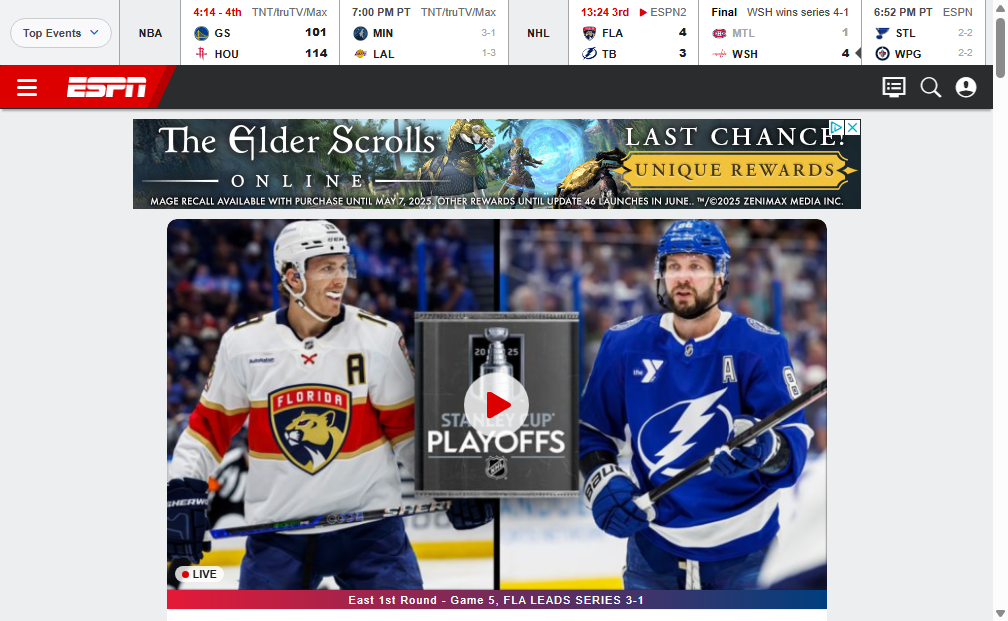 Top Events
NBA
4:14 - 4th TNT/truTV/Max
GS 101
HOU 114
7:00 PM PT TNT/truTV/Max
MIN 3-1
LAL 1-3
NHL
13:24 3rd ESPN2
FLA 4
TB 3
Final WSH wins series 4-1
MTL 1
WSH 4
6:52 PM PT ESPN
STL 2-2
WPG 2-2
ESPN
The Elder Scrolls
ONLINE
LAST CHANCE!
UNIQUE REWARDS
MAGE RECALL AVAILABLE WITH PURCHASE UNTIL MAY 7, 2025. OTHER REWARDS UNTIL UPDATE 46 LAUNCHES IN JUNE.. ™/©2025 ZENIMAX MEDIA INC.
A
FLORIDA
SHERWO
SHER
2025
STANLEY CUP
PLAYOFFS
NHL
the Y
A
BAUER
LIVE
East 1st Round - Game 5, FLA LEADS SERIES 3-1